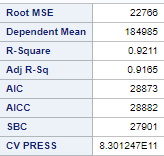 Root MSE 22766
Dependent Mean 184985
R-Square 0.9211
Adj R-Sq 0.9165
AIC 28873
AICC 28882
SBC 27901
CV PRESS 8.301247E11